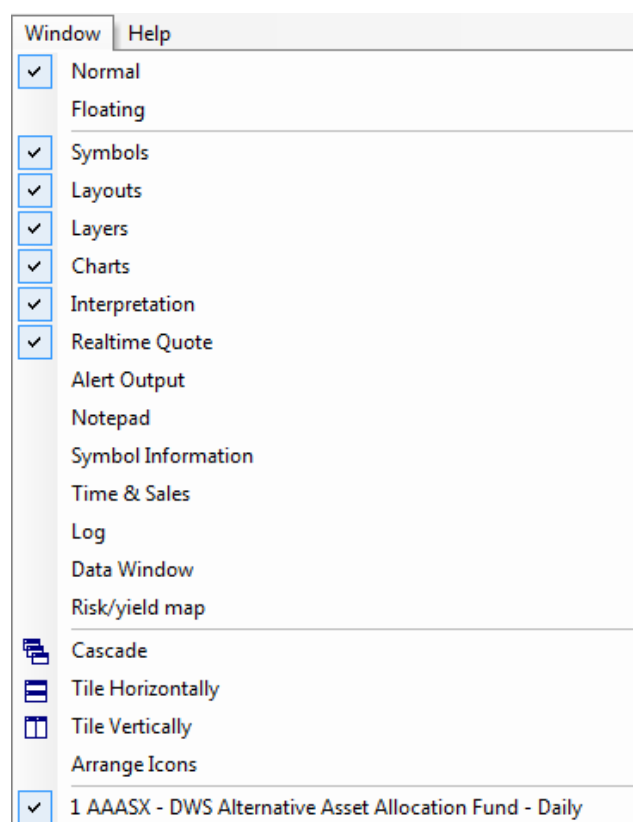 Window Help
Normal
Floating
Symbols
Layouts
Layers
Charts
Interpretation
Realtime Quote
Alert Output
Notepad
Symbol Information
Time & Sales
Log
Data Window
Risk/yield map
Cascade
Tile Horizontally
Tile Vertically
Arrange Icons
1 AAASX - DWS Alternative Asset Allocation Fund - Daily